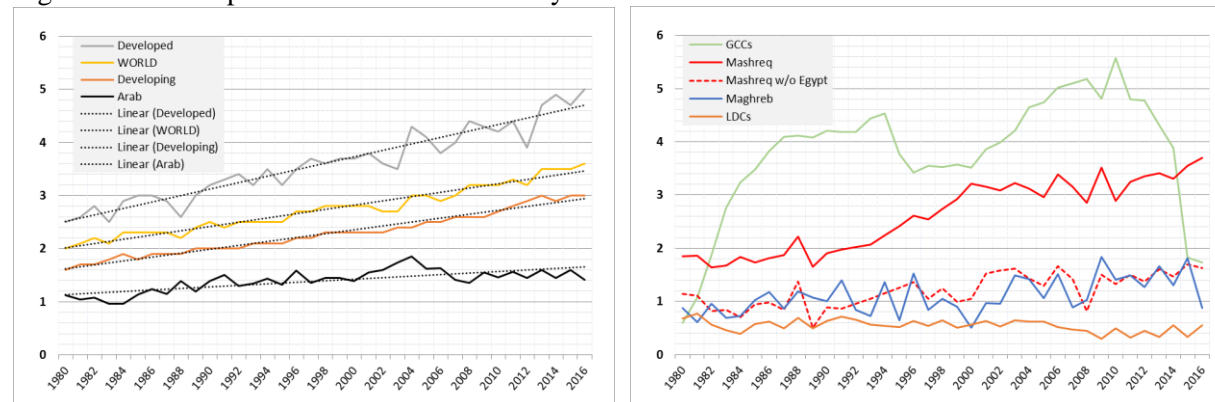 6
5
4
3
2
1
0
Developed
WORLD
Developing
Arab
Linear (Developed)
Linear (WORLD)
Linear (Developing)
Linear (Arab)
1980 1982 1984 1986 1988 1990 1992 1994 1996 1998 2000 2002 2004 2006 2008 2010 2012 2014 2016
6
5
4
3
2
1
0
GCCs
Mashreq
Mashreq w/o Egypt
Maghreb
LDCs
1980 1982 1984 1986 1988 1990 1992 1994 1996 1998 2000 2002 2004 2006 2008 2010 2012 2014 2016